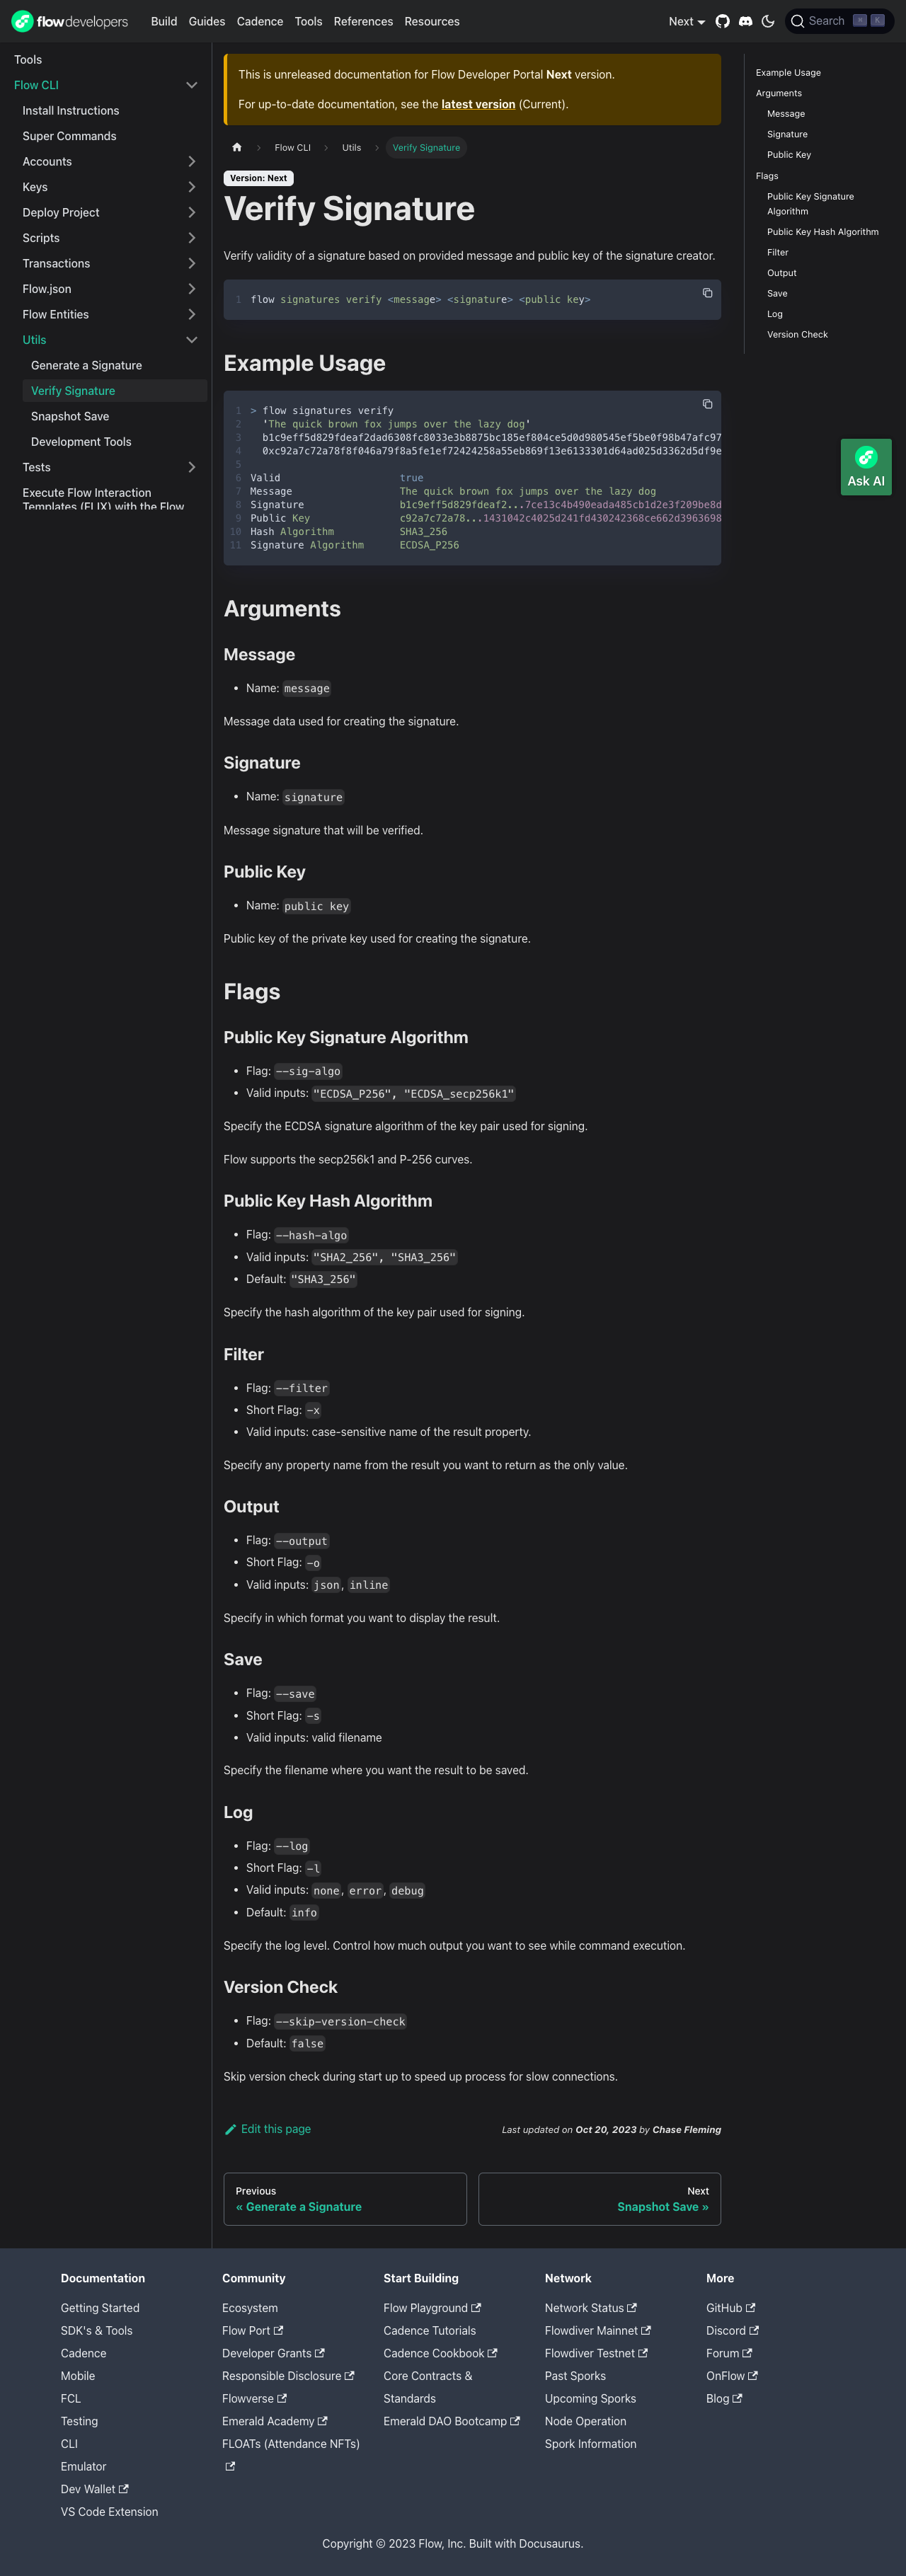 flow developers
Build Guides Cadence Tools References Resources
Next
Search ⌘ K
Tools
Flow CLI
Install Instructions
Super Commands
Accounts
Keys
Deploy Project
Scripts
Transactions
Flow.json
Flow Entities
Utils
Generate a Signature
Verify Signature
Snapshot Save
Development Tools
Tests
Execute Flow Interaction
Templates (FLIX) with the Flow
This is unreleased documentation for Flow Developer Portal Next version.
For up-to-date documentation, see the latest version (Current).
Flow CLI
Utils
Verify Signature
Version: Next
Verify Signature
Verify validity of a signature based on provided message and public key of the signature creator.
1 flow signatures verify <message> <signature> <public key>
Example Usage
1 > flow signatures verify
2 'The quick brown fox jumps over the lazy dog'
3 b1c9eff5d829fdeaf2dad6308fc8033e3b8875bc185ef804ce5d0d980545ef5be0f98b47afc97
4 0xc92a7c72a78f8f046a79f8a5fe1ef72424258a55eb869f13e6133301d64ad025d3362d5df9e
5
6 Valid true
7 Message The quick brown fox jumps over the lazy dog
8 Signature b1c9eff5d829fdeaf2...7ce13c4b490eada485cb1d2e3f209be8d
9 Public Key c92a7c72a78...1431042c4025d241fd430242368ce662d3963698
10 Hash Algorithm SHA3_256
11 Signature Algorithm ECDSA_P256
Arguments
Message
• Name: message
Message data used for creating the signature.
Signature
• Name: signature
Message signature that will be verified.
Public Key
• Name: public key
Public key of the private key used for creating the signature.
Flags
Public Key Signature Algorithm
• Flag: --sig-algo
• Valid inputs: "ECDSA_P256", "ECDSA_secp256k1"
Specify the ECDSA signature algorithm of the key pair used for signing.
Flow supports the secp256k1 and P-256 curves.
Public Key Hash Algorithm
• Flag: --hash-algo
• Valid inputs: "SHA2_256", "SHA3_256"
• Default: "SHA3_256"
Specify the hash algorithm of the key pair used for signing.
Filter
• Flag: --filter
• Short Flag: -x
• Valid inputs: case-sensitive name of the result property.
Specify any property name from the result you want to return as the only value.
Output
• Flag: --output
• Short Flag: -o
• Valid inputs: json, inline
Specify in which format you want to display the result.
Save
• Flag: --save
• Short Flag: -s
• Valid inputs: valid filename
Specify the filename where you want the result to be saved.
Log
• Flag: --log
• Short Flag: -l
• Valid inputs: none, error, debug
• Default: info
Specify the log level. Control how much output you want to see while command execution.
Version Check
• Flag: --skip-version-check
• Default: false
Skip version check during start up to speed up process for slow connections.
Edit this page
Last updated on Oct 20, 2023 by Chase Fleming
Previous
« Generate a Signature
Next
Snapshot Save »
Example Usage
Arguments
Message
Signature
Public Key
Flags
Public Key Signature
Algorithm
Public Key Hash Algorithm
Filter
Output
Save
Log
Version Check
Ask AI
Documentation
Getting Started
SDK's & Tools
Cadence
Mobile
FCL
Testing
CLI
Emulator
Dev Wallet
VS Code Extension
Community
Ecosystem
Flow Port
Developer Grants
Responsible Disclosure
Flowverse
Emerald Academy
FLOATs (Attendance NFTs)
Start Building
Flow Playground
Cadence Tutorials
Cadence Cookbook
Core Contracts &
Standards
Emerald DAO Bootcamp
Network
Network Status
Flowdiver Mainnet
Flowdiver Testnet
Past Sporks
Upcoming Sporks
Node Operation
Spork Information
More
GitHub
Discord
Forum
OnFlow
Blog
Copyright © 2023 Flow, Inc. Built with Docusaurus.